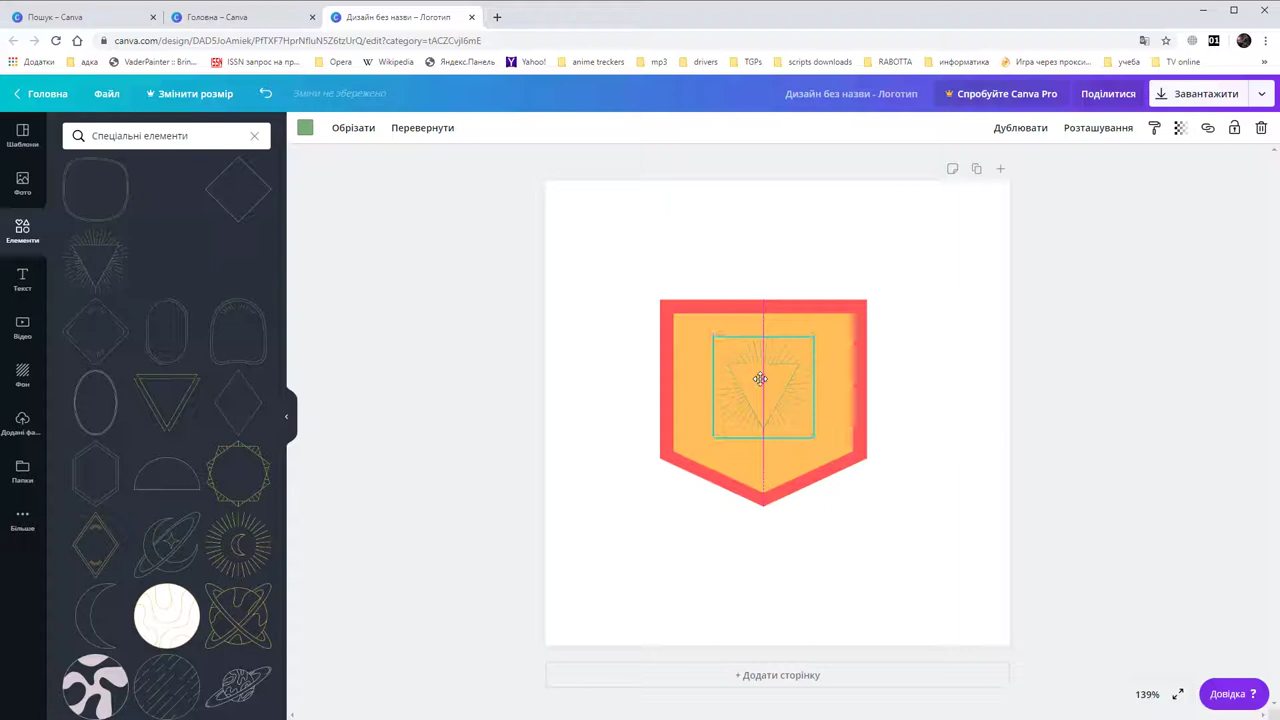 Пошук – Canva
Головна – Canva
Дизайн без назви – Логотип
canva.com/design/DAD5JoAmiek/PfTXF7HprNfluN5Z6tzUrQ/edit?category=tACZCvjI6mE
Додатки
адка
VaderPainter :: Brin...
ISSN запрос на пр...
Opera
Wikipedia
Яндекс.Панель
Yahoo!
anime treckers
mp3
drivers
TGPs
scripts downloads
RABOTTA
информатика
Игра через прокси...
учеба
TV online
»
Головна
Файл
Змінити розмір
Зміни не збережено
Дизайн без назви - Логотип
Спробуйте Canva Pro
Поділитися
Завантажити
Шаблони
Фото
Елементи
Текст
Відео
Фон
Додані фа...
Папки
Більше
Спеціальні елементи
Обрізати
Перевернути
Дублювати
Розташування
+ Додати сторінку
139%
Довідка ?